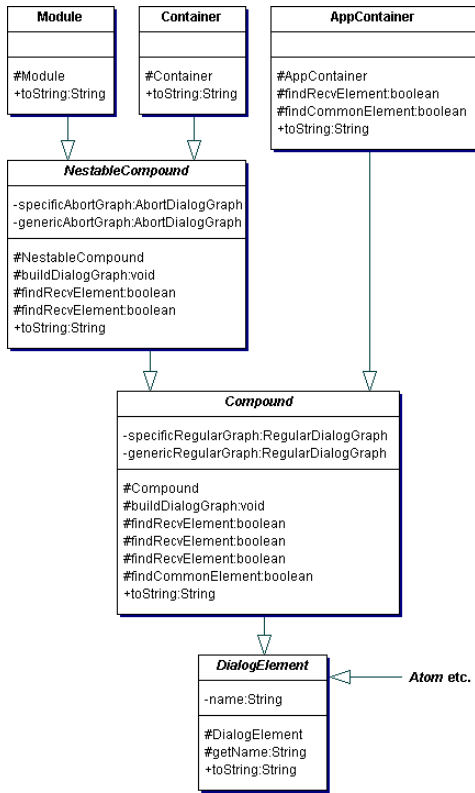 Module
#Module
+toString:String
Container
#Container
+toString:String
AppContainer
#AppContainer
#findRecvElement:boolean
#findCommonElement:boolean
+toString:String
NestableCompound
-specificAbortGraph:AbortDialogGraph
-genericAbortGraph:AbortDialogGraph
#NestableCompound
#buildDialogGraph:void
#findRecvElement:boolean
#findRecvElement:boolean
+toString:String
Compound
-specificRegularGraph:RegularDialogGraph
-genericRegularGraph:RegularDialogGraph
#Compound
#buildDialogGraph:void
#findRecvElement:boolean
#findRecvElement:boolean
#findRecvElement:boolean
#findCommonElement:boolean
+toString:String
DialogElement
-name:String
#DialogElement
#getName:String
+toString:String
Atom etc.